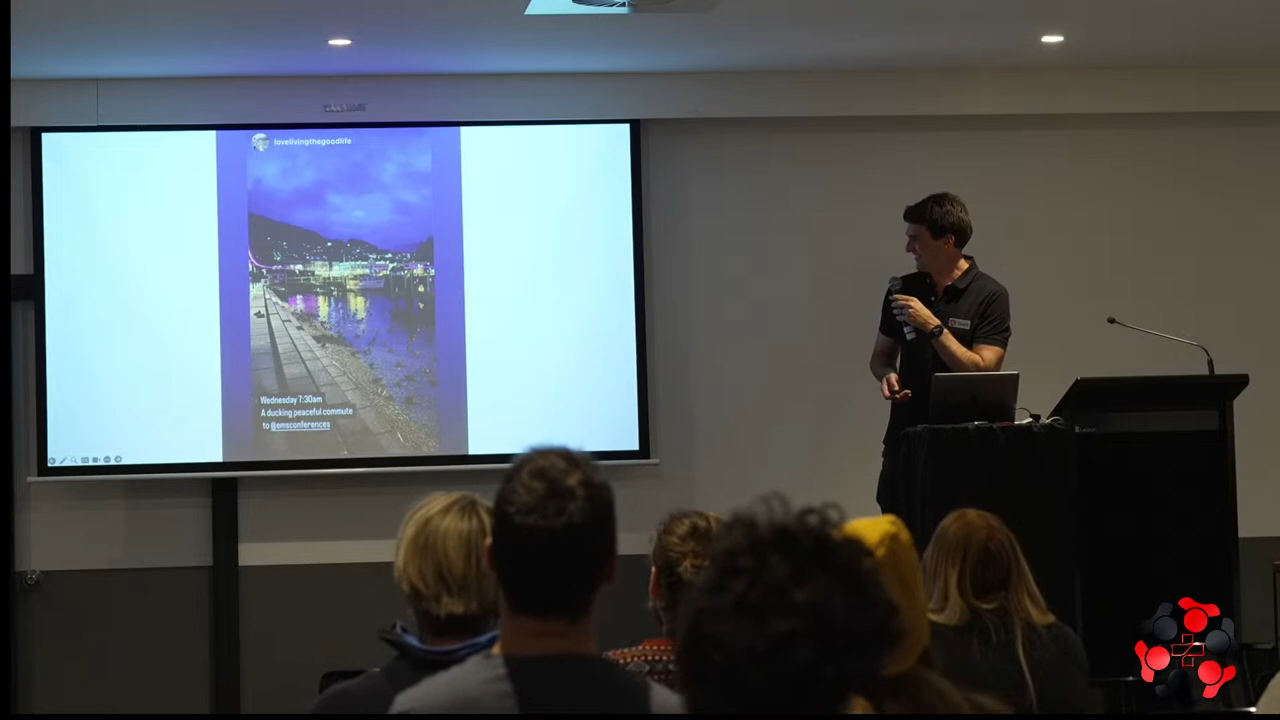 lovelivingthegoodlife
Wednesday 7:30am
A ducking peaceful commute
to @emsconferences